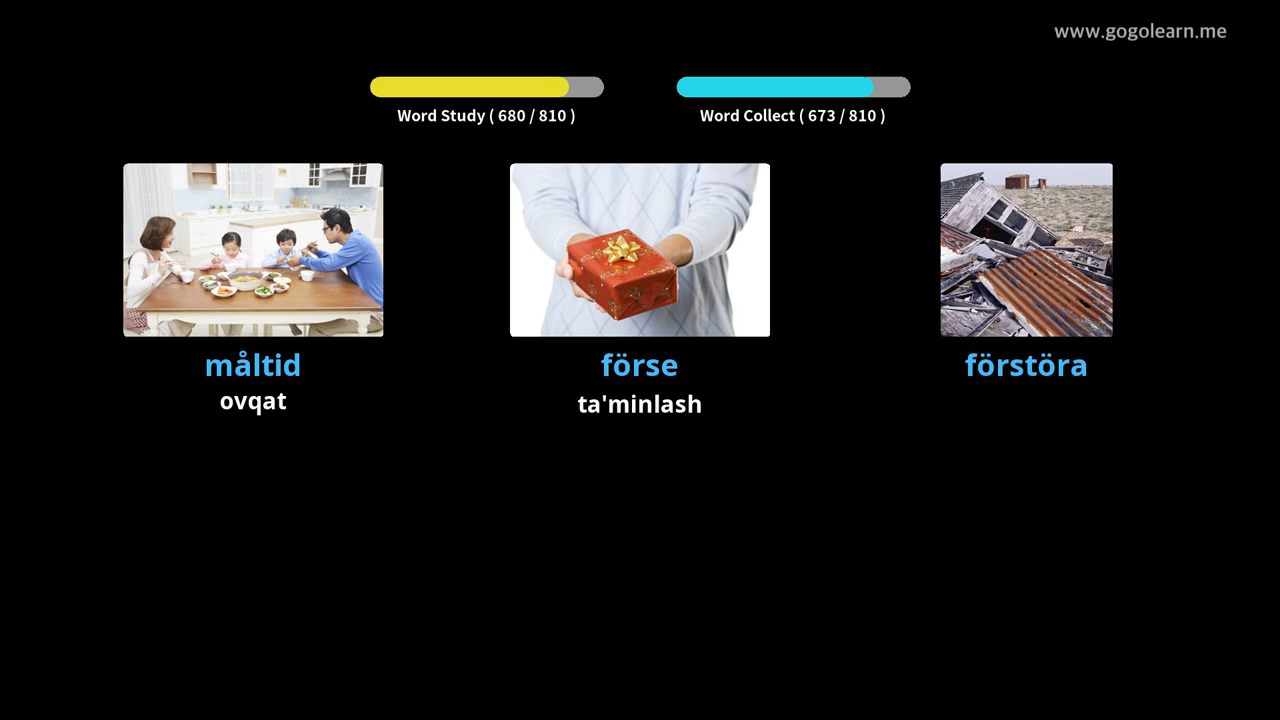 www.gogolearn.me
Word Study ( 680 / 810 )
Word Collect ( 673 / 810 )
måltid
förse
förstöra
ovqat
ta'minlash